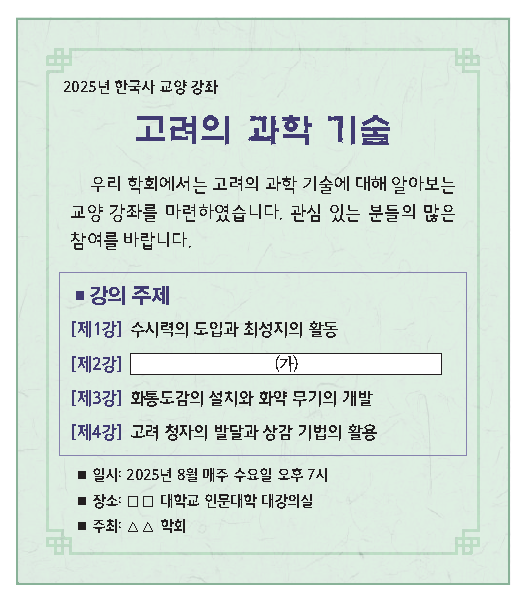 2025년 한국사 교양 강좌
고려의 과학 기술
우리 학회에서는 고려의 과학 기술에 대해 알아보는
교양 강좌를 마련하였습니다. 관심 있는 분들의 많은
참여를 바랍니다.
■ 강의 주제
[제1강] 수시력의 도입과 최성지의 활동
[제2강] (가)
[제3강] 화통도감의 설치와 화약 무기의 개발
[제4강] 고려 청자의 발달과 상감 기법의 활용
■ 일시: 2025년 8월 매주 수요일 오후 7시
■ 장소: □□ 대학교 인문대학 대강의실
■ 주최: △△ 학회